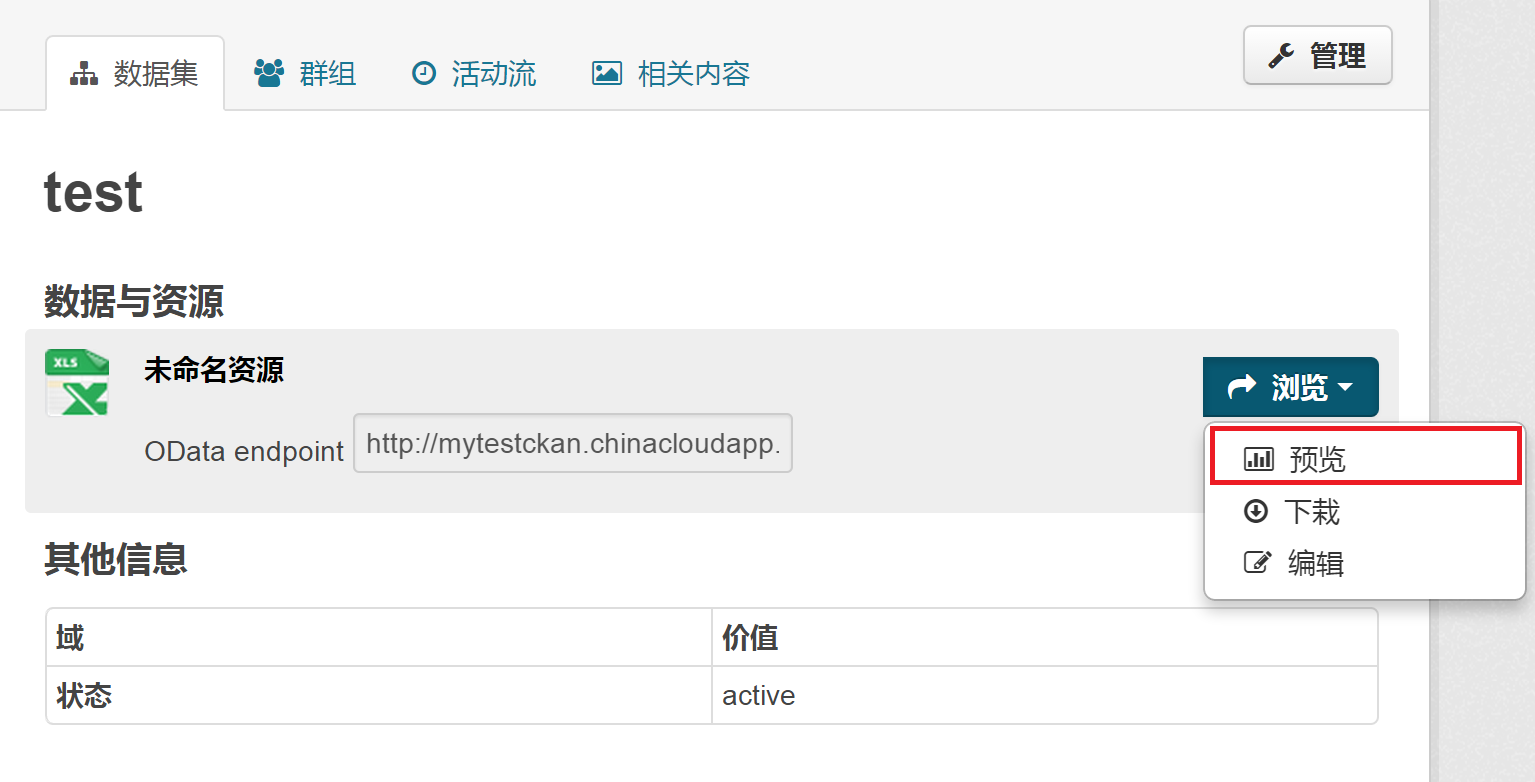 数据集 群组 活动流 相关内容 管理
test
数据与资源
XLS
未命名资源
浏览
OData endpoint http://mytestckan.chinacloudapp.
预览
下栽
编辑
其他信息
域 价值
状态 active